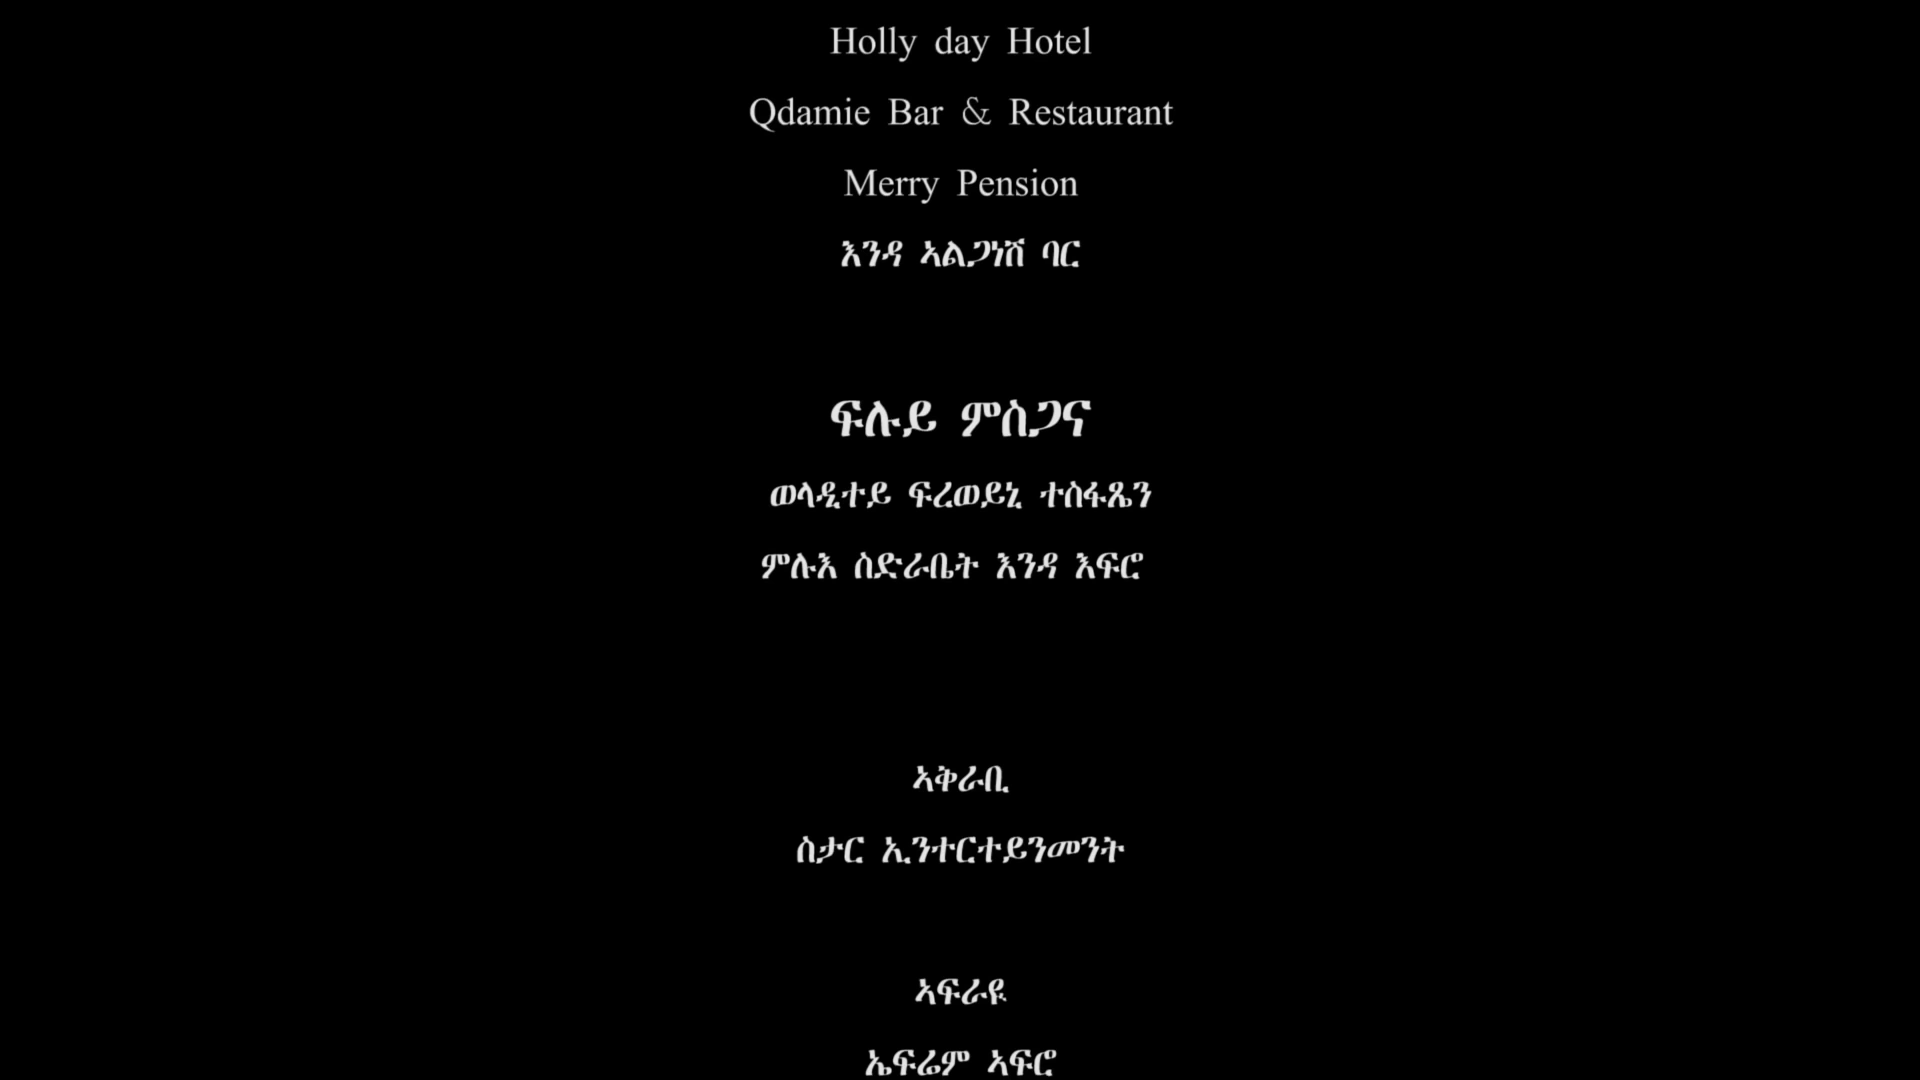 Holly day Hotel
Qdamie Bar & Restaurant
Merry Pension
እንዳ ኣልጋነሽ ባር
ፍሉይ ምስጋና
ወላዲተይ ፍረወይኒ ተስፋጼን
ምሉእ ስድራቤት እንዳ እፍሮ
ኣቅራቢ
ስታር ኢንተርተይንመንት
ኣፍራዪ
ኤፍሬም ኣፍሮ